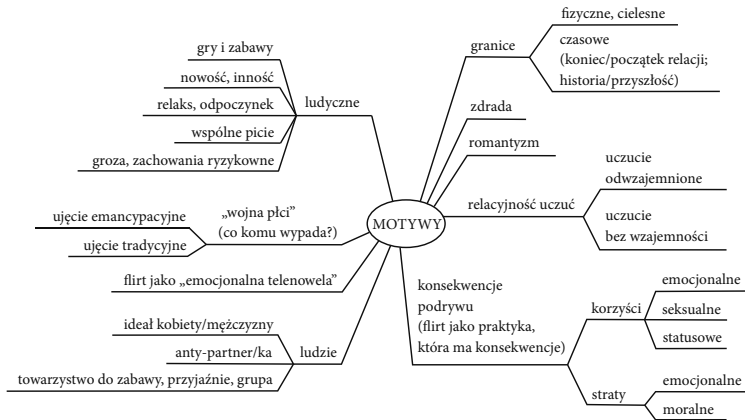 gry i zabawy
nowość, inność
relaks, odpoczynek
wspólne picie
groza, zachowania ryzykowne
ludyczne
ujęcie emancypacyjne
ujęcie tradycyjne
„wojna płci”
(co komu wypada?)
flirt jako „emocjonalna telenowela”
ideał kobiety/mężczyzny
anty-partner/ka
towarzystwo do zabawy, przyjaźnie, grupa
ludzie
MOTYWY
granice
fizyczne, cielesne
czasowe
(koniec/początek relacji;
historia/przyszłość)
zdrada
romantyzm
relacyjność uczuć
uczucie
odwzajemnione
uczucie
bez wzajemności
konsekwencje
podrywu
(flirt jako praktyka,
która ma konsekwencje)
korzyści
emocjonalne
seksualne
statusowe
straty
emocjonalne
moralne